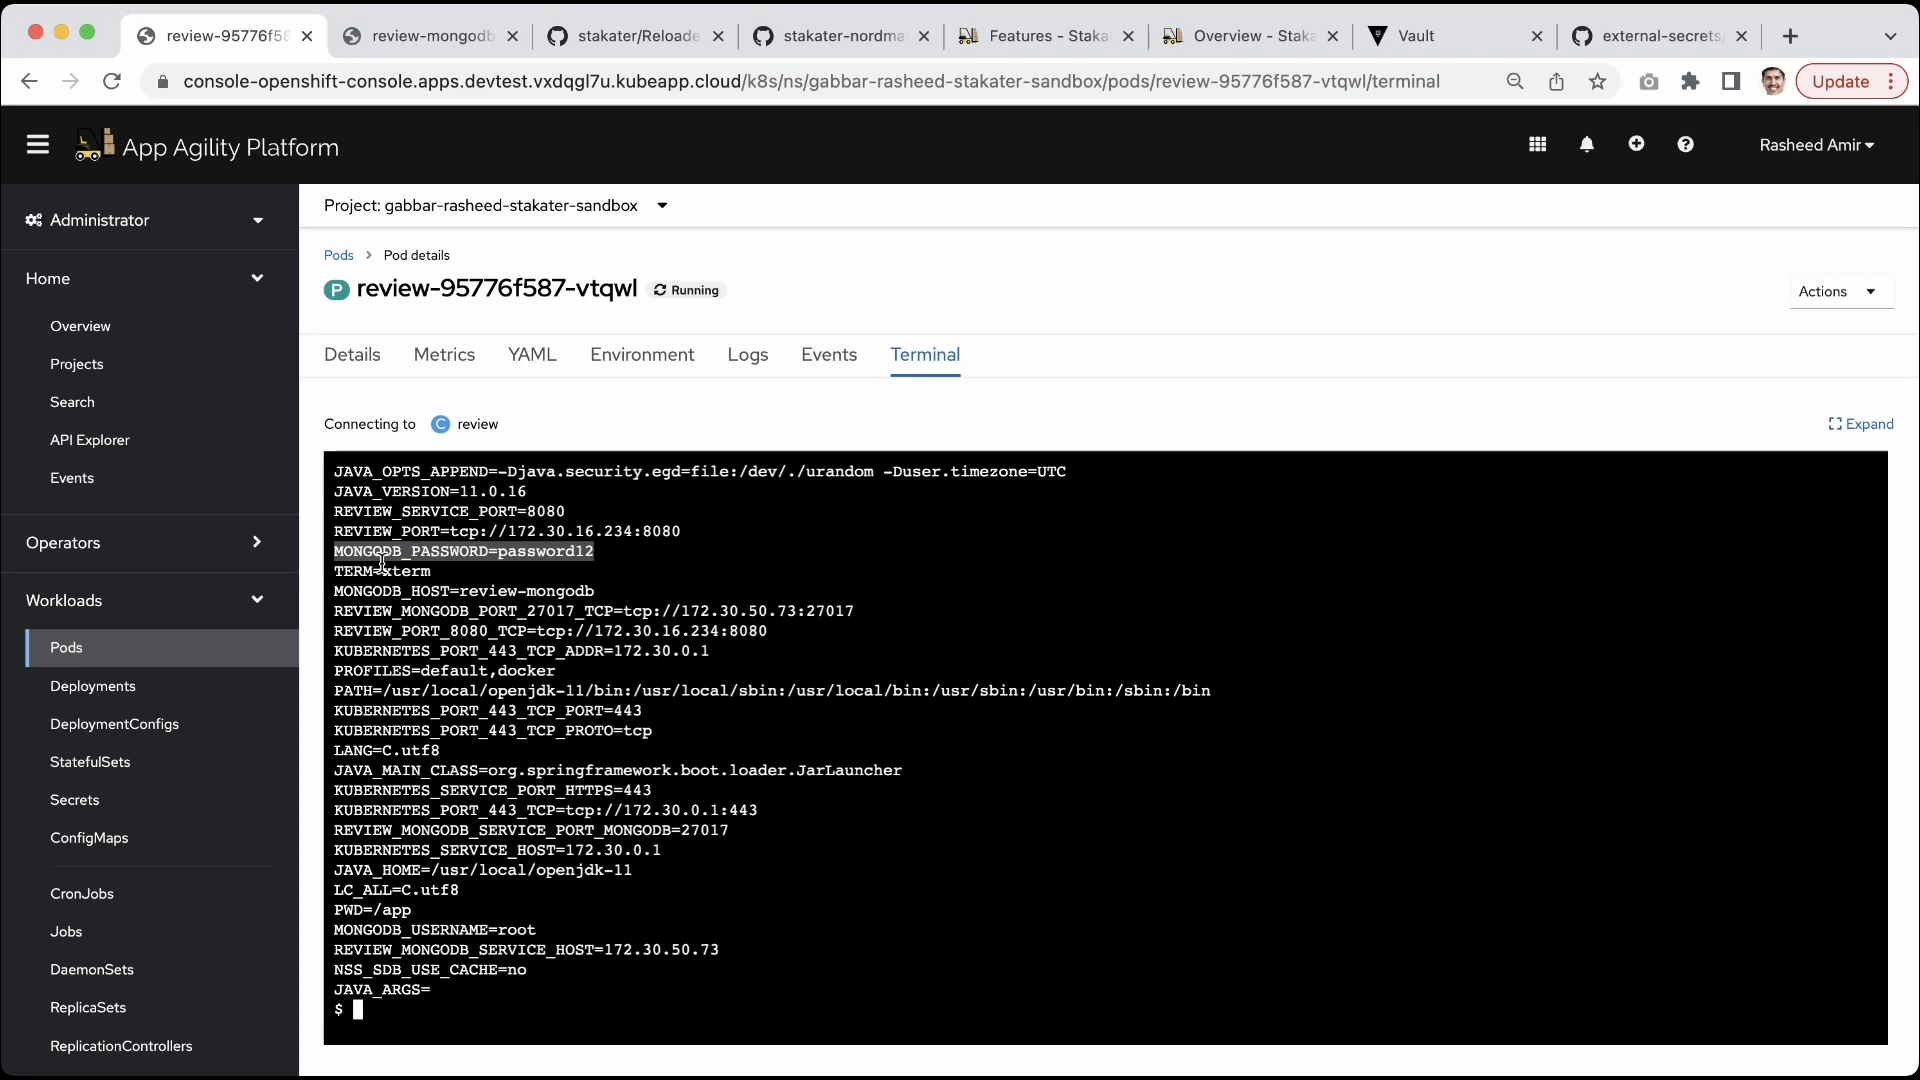 review-95776f58
review-mongodb
stakater/Reloade
stakater-nordma
Features - Staka
Overview - Staka
Vault
external-secrets/
console-openshift-console.apps.devtest.vxdqgl7u.kubeapp.cloud/k8s/ns/gabbar-rasheed-stakater-sandbox/pods/review-95776f587-vtqwl/terminal
Update
App Agility Platform
Rasheed Amir
Administrator
Home
Overview
Projects
Search
API Explorer
Events
Operators
Workloads
Pods
Deployments
DeploymentConfigs
StatefulSets
Secrets
ConfigMaps
CronJobs
Jobs
DaemonSets
ReplicaSets
ReplicationControllers
Project: gabbar-rasheed-stakater-sandbox
Pods > Pod details
P review-95776f587-vtqwl Running
Actions
Details Metrics YAML Environment Logs Events Terminal
Connecting to C review
Expand
JAVA_OPTS_APPEND=-Djava.security.egd=file:/dev/./urandom -Duser.timezone=UTC
JAVA_VERSION=11.0.16
REVIEW_SERVICE_PORT=8080
REVIEW_PORT=tcp://172.30.16.234:8080
MONGODB_PASSWORD=password12
TERM=xterm
MONGODB_HOST=review-mongodb
REVIEW_MONGODB_PORT_27017_TCP=tcp://172.30.50.73:27017
REVIEW_PORT_8080_TCP=tcp://172.30.16.234:8080
KUBERNETES_PORT_443_TCP_ADDR=172.30.0.1
PROFILES=default,docker
PATH=/usr/local/openjdk-11/bin:/usr/local/sbin:/usr/local/bin:/usr/sbin:/usr/bin:/sbin:/bin
KUBERNETES_PORT_443_TCP_PORT=443
KUBERNETES_PORT_443_TCP_PROTO=tcp
LANG=C.utf8
JAVA_MAIN_CLASS=org.springframework.boot.loader.JarLauncher
KUBERNETES_SERVICE_PORT_HTTPS=443
KUBERNETES_PORT_443_TCP=tcp://172.30.0.1:443
REVIEW_MONGODB_SERVICE_PORT_MONGODB=27017
KUBERNETES_SERVICE_HOST=172.30.0.1
JAVA_HOME=/usr/local/openjdk-11
LC_ALL=C.utf8
PWD=/app
MONGODB_USERNAME=root
REVIEW_MONGODB_SERVICE_HOST=172.30.50.73
NSS_SDB_USE_CACHE=no
JAVA_ARGS=
$